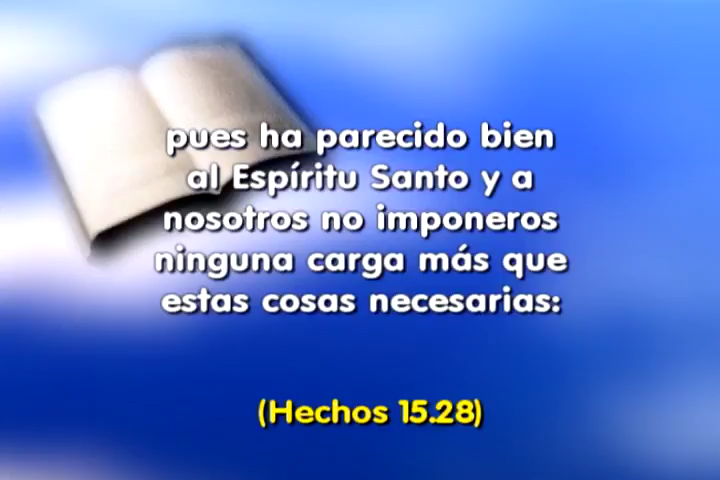 pues ha parecido bien
al Espíritu Santo y a
nosotros no imponeros
ninguna carga más que
estas cosas necesarias:
(Hechos 15.28)